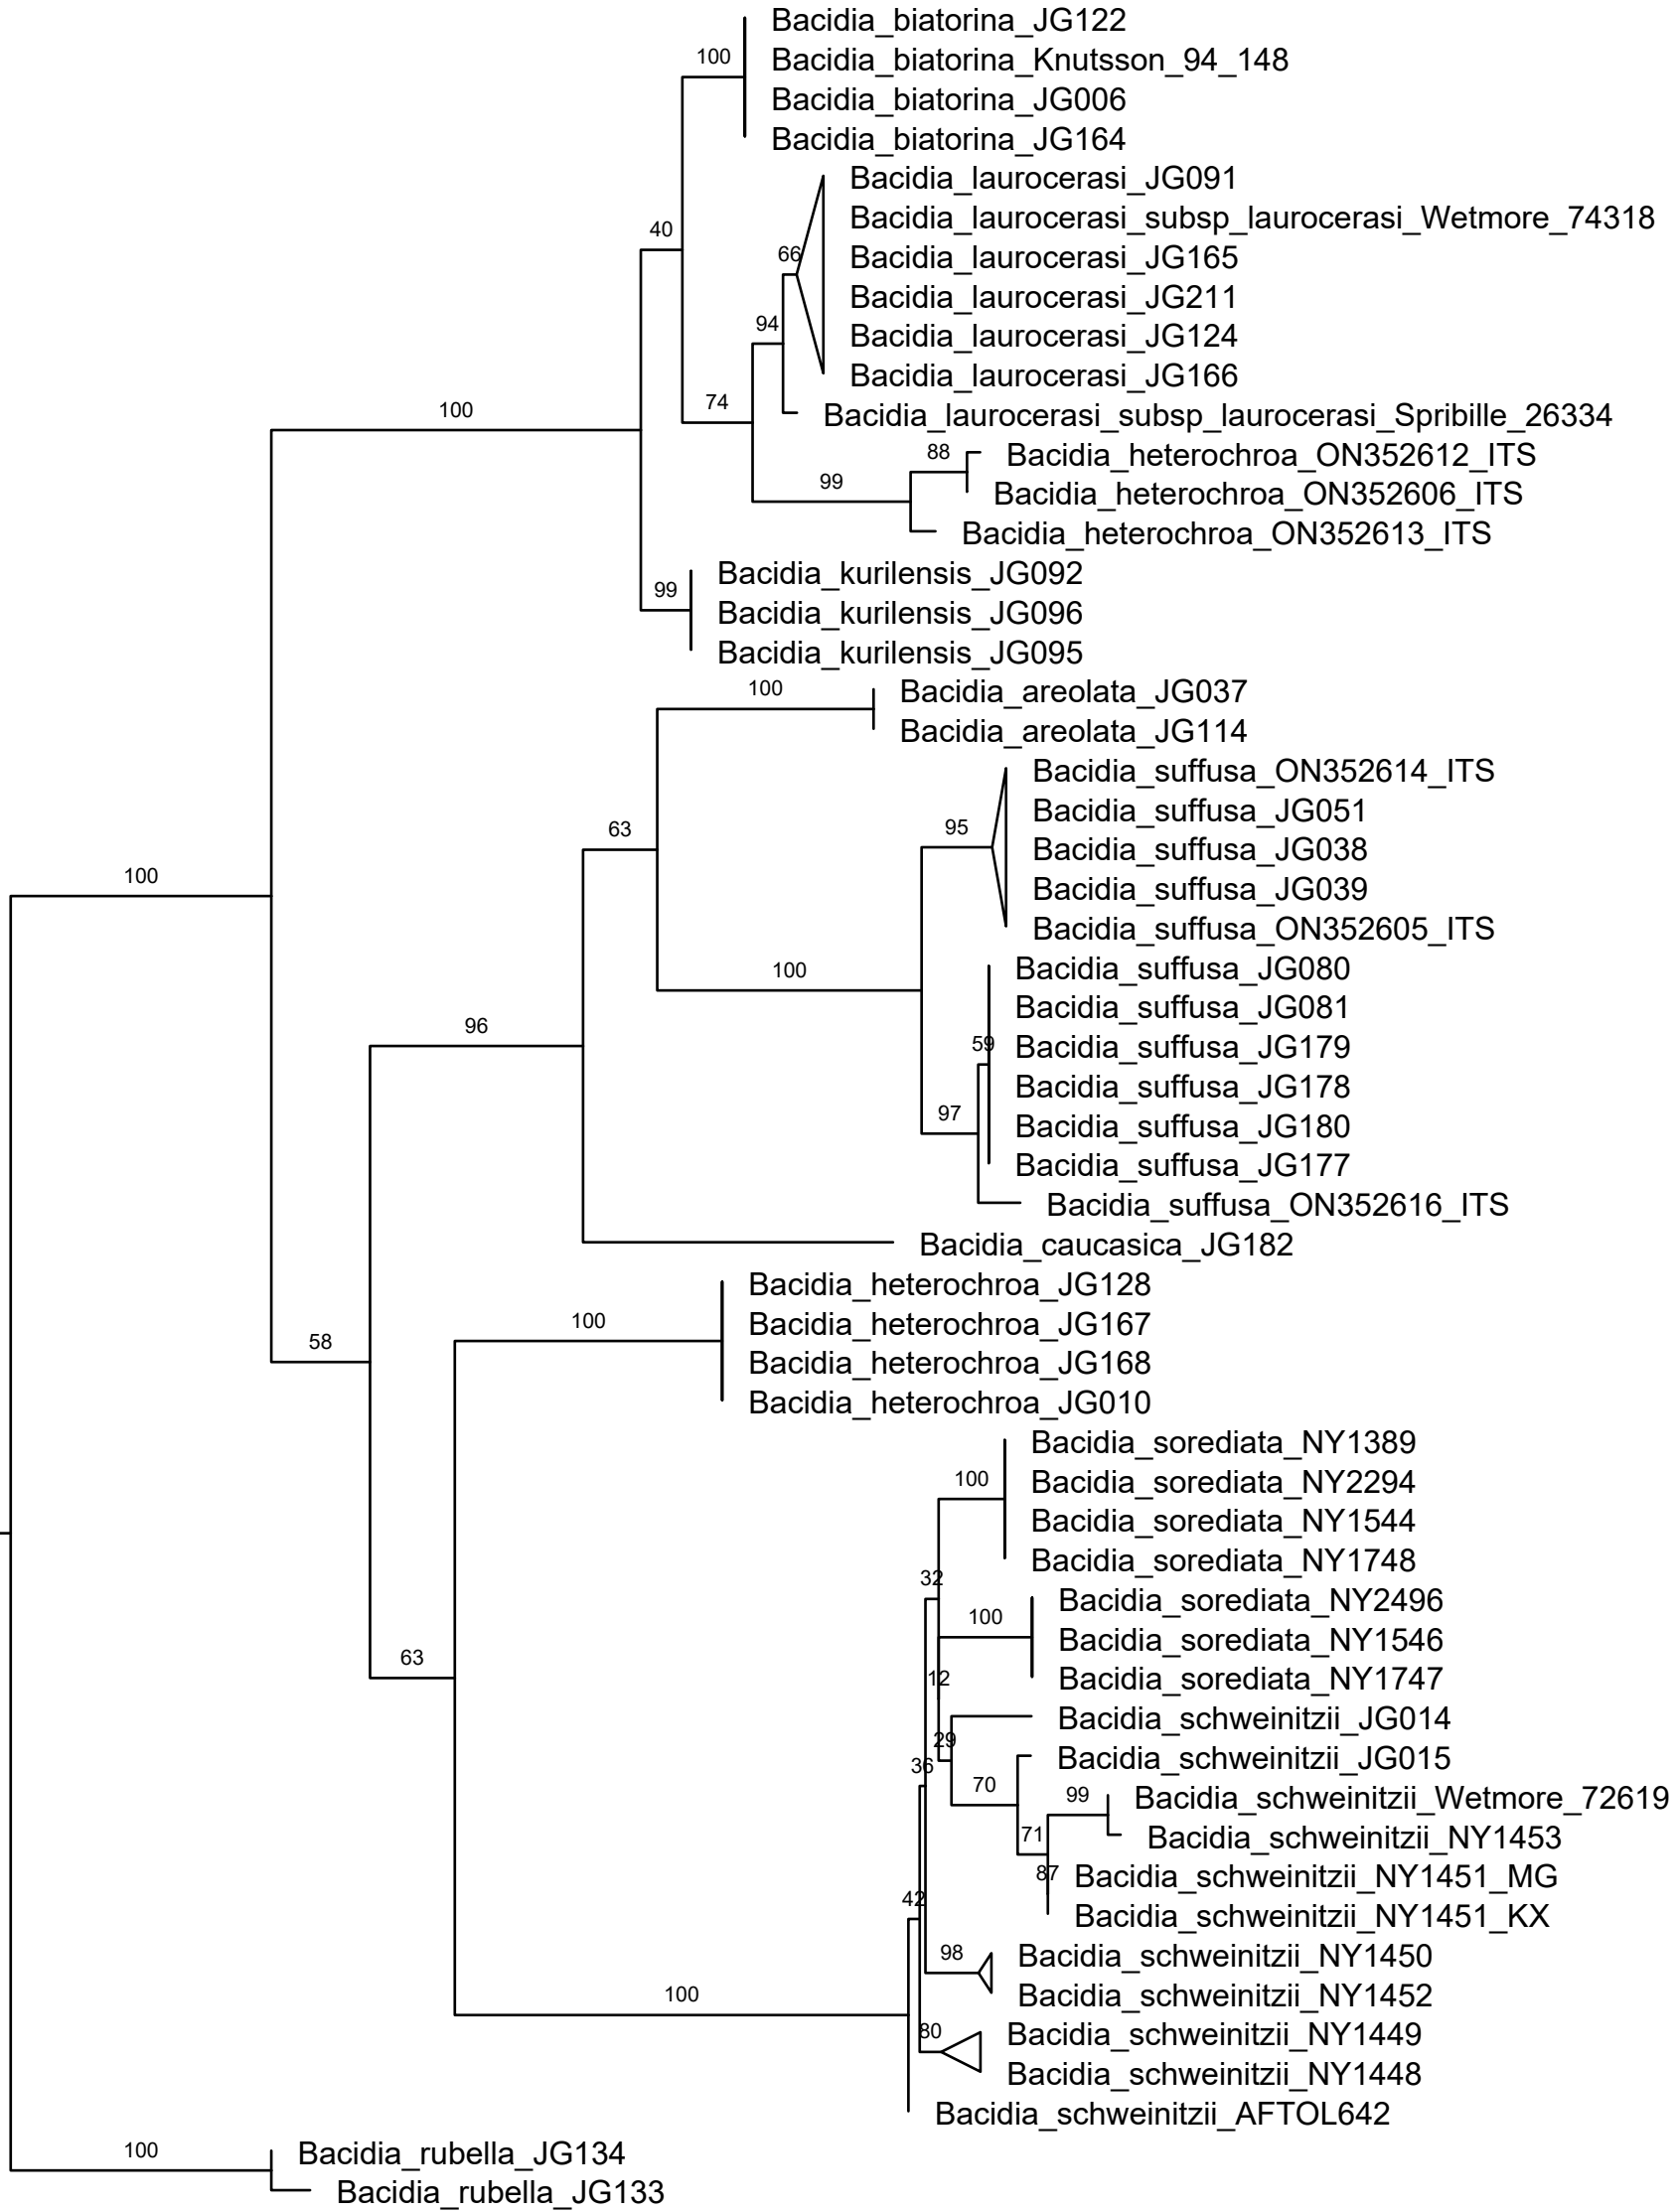 Bacidia_biatorina_JG122
100
Bacidia_biatorina_Knutsson_94_148
Bacidia_biatorina_JG006
Bacidia_biatorina_JG164
Bacidia_laurocerasi_JG091
Bacidia_laurocerasi_subsp_laurocerasi_Wetmore_74318
40
66
Bacidia_laurocerasi_JG165
Bacidia_laurocerasi_JG211
94
Bacidia_laurocerasi_JG124
Bacidia_laurocerasi_JG166
100
74
Bacidia_laurocerasi_subsp_laurocerasi_Spribille_26334
88
Bacidia_heterochroa_ON352612_ITS
99
Bacidia_heterochroa_ON352606_ITS
Bacidia_heterochroa_ON352613_ITS
Bacidia_kurilensis_JG092
99
Bacidia_kurilensis_JG096
Bacidia_kurilensis_JG095
100
Bacidia_areolata_JG037
Bacidia_areolata_JG114
Bacidia_suffusa_ON352614_ITS
Bacidia_suffusa_JG051
63
95
Bacidia_suffusa_JG038
100
Bacidia_suffusa_JG039
Bacidia_suffusa_ON352605_ITS
100
Bacidia_suffusa_JG080
Bacidia_suffusa_JG081
96
59
Bacidia_suffusa_JG179
Bacidia_suffusa_JG178
97
Bacidia_suffusa_JG180
Bacidia_suffusa_JG177
Bacidia_suffusa_ON352616_ITS
Bacidia_caucasica_JG182
Bacidia_heterochroa_JG128
100
Bacidia_heterochroa_JG167
58
Bacidia_heterochroa_JG168
Bacidia_heterochroa_JG010
Bacidia_sorediata_NY1389
100
Bacidia_sorediata_NY2294
Bacidia_sorediata_NY1544
Bacidia_sorediata_NY1748
32
Bacidia_sorediata_NY2496
100
Bacidia_sorediata_NY1546
63
12
Bacidia_sorediata_NY1747
Bacidia_schweinitzii_JG014
29
Bacidia_schweinitzii_JG015
36
70
99
Bacidia_schweinitzii_Wetmore_72619
71
Bacidia_schweinitzii_NY1453
87
Bacidia_schweinitzii_NY1451_MG
42
Bacidia_schweinitzii_NY1451_KX
98
Bacidia_schweinitzii_NY1450
100
Bacidia_schweinitzii_NY1452
80
Bacidia_schweinitzii_NY1449
Bacidia_schweinitzii_NY1448
Bacidia_schweinitzii_AFTOL642
100
Bacidia_rubella_JG134
Bacidia_rubella_JG133